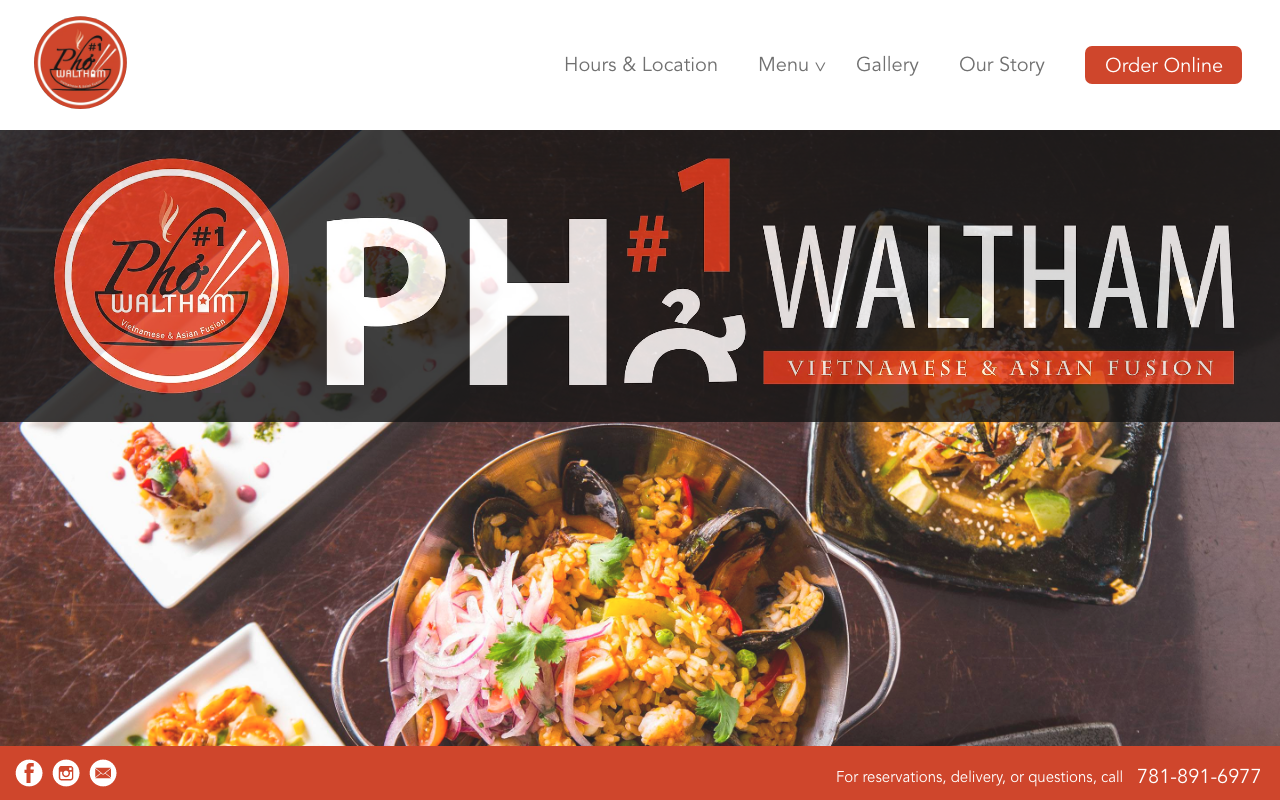 #1
Phở
WALTHAM
Hours & Location
Menu
Gallery
Our Story
Order Online
#1
Phở
WALTHAM
Vietnamese & Asian Fusion
PHở
#1
WALTHAM
VIETNAMESE & ASIAN FUSION
For reservations, delivery, or questions, call 781-891-6977